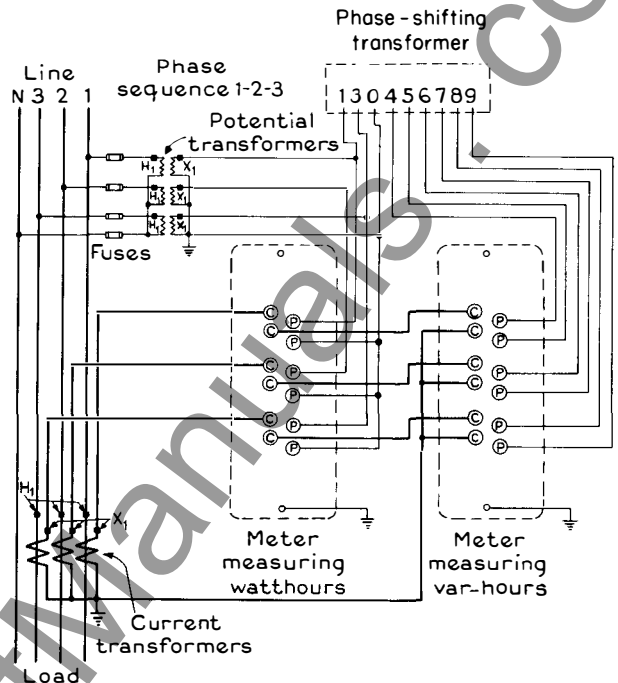 Phase-shifting
transformer
1 3 0 4 5 6 7 8 9
Line
N 3 2 1
Phase
sequence 1-2-3
Potential
transformers
H1 X1
H1 X1
H1 X1
Fuses
C P
C P
C P
C P
C P
C P
C P
C P
C P
C P
C P
C P
H1
X1
Meter
measuring
watthours
Meter
measuring
var-hours
Current
transformers
Load
Manuals.co